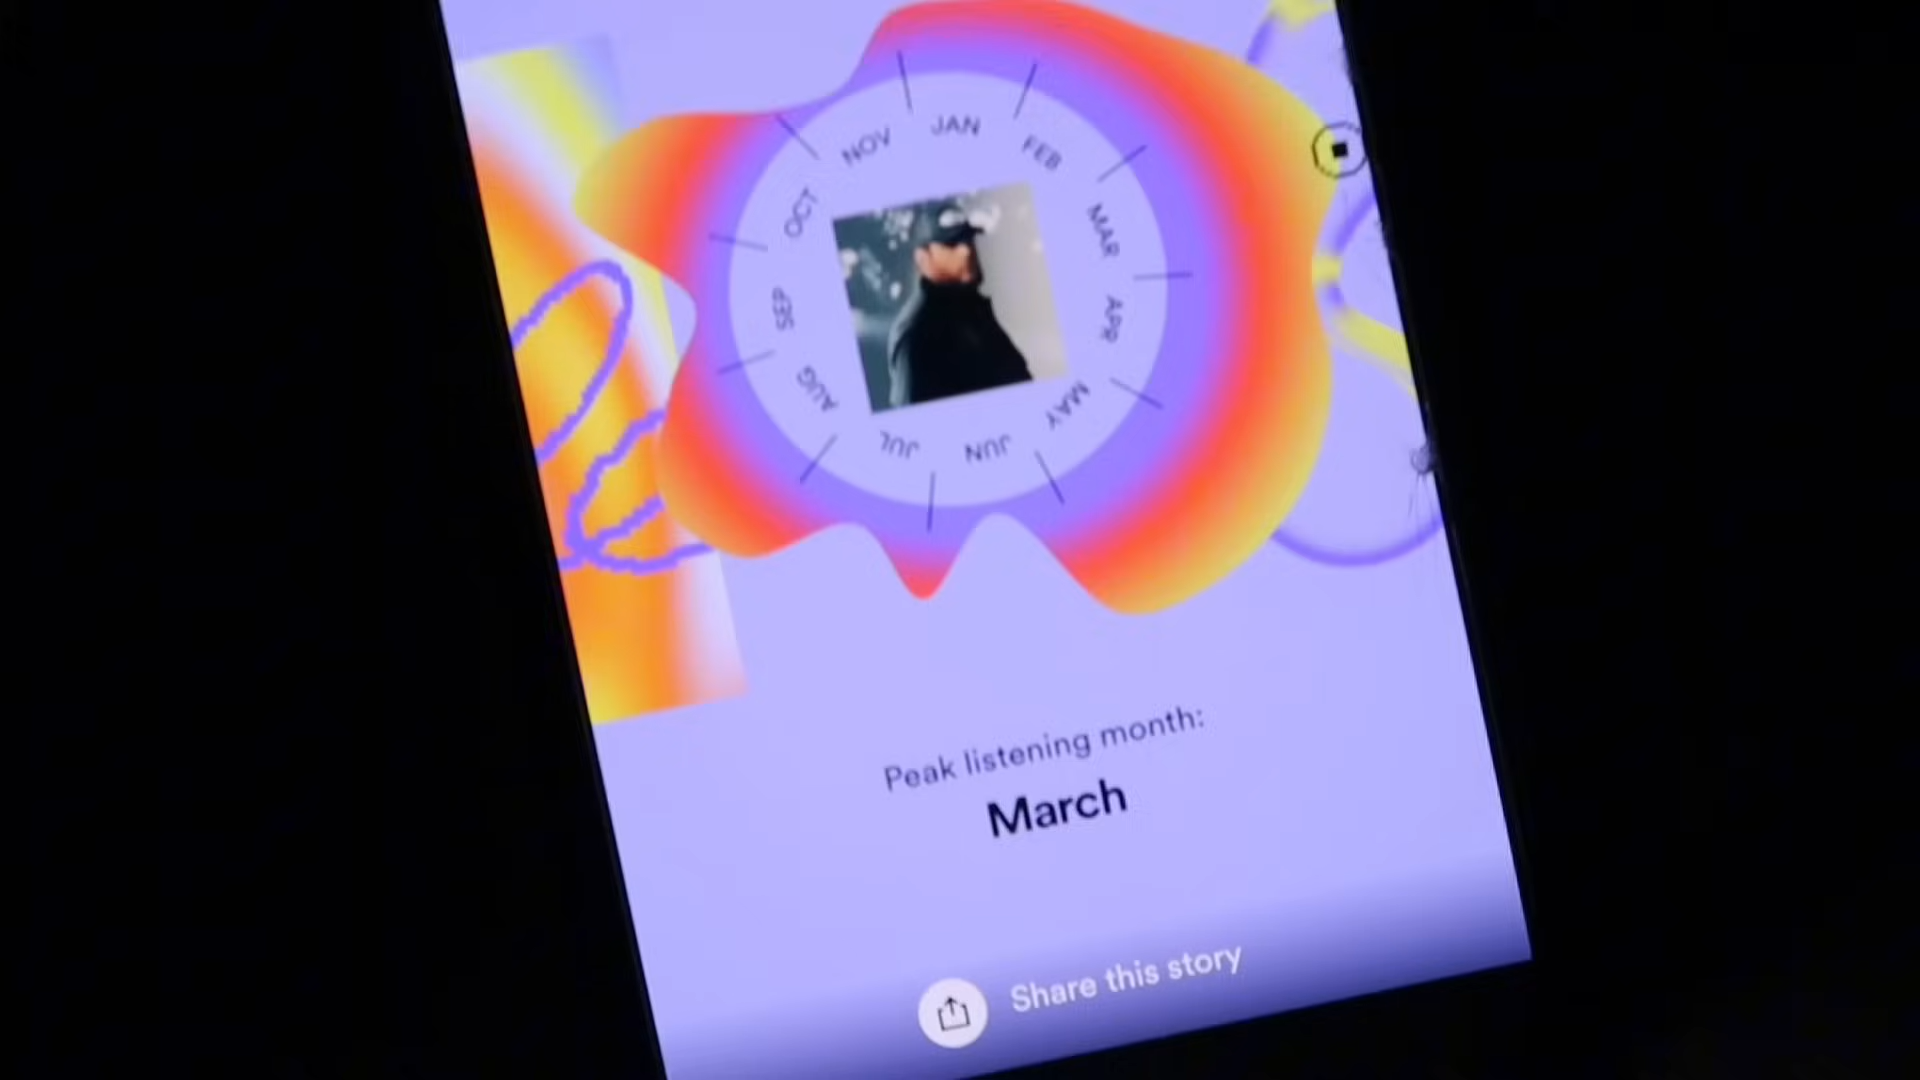 JAN
FEB
MAR
APR
MAY
JUN
JUL
AUG
SEP
OCT
NOV
Peak listening month:
March
Share this story